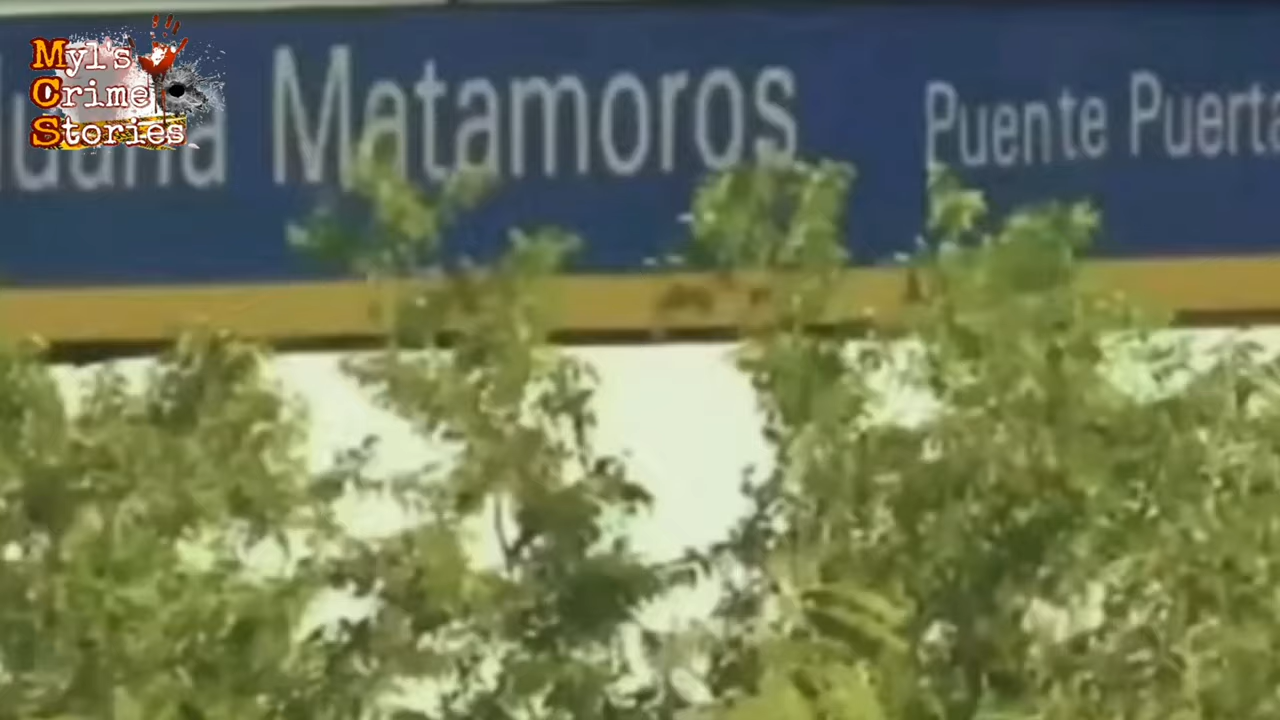 Myl's
Crime
Stories
Matamoros
Puente Puerta